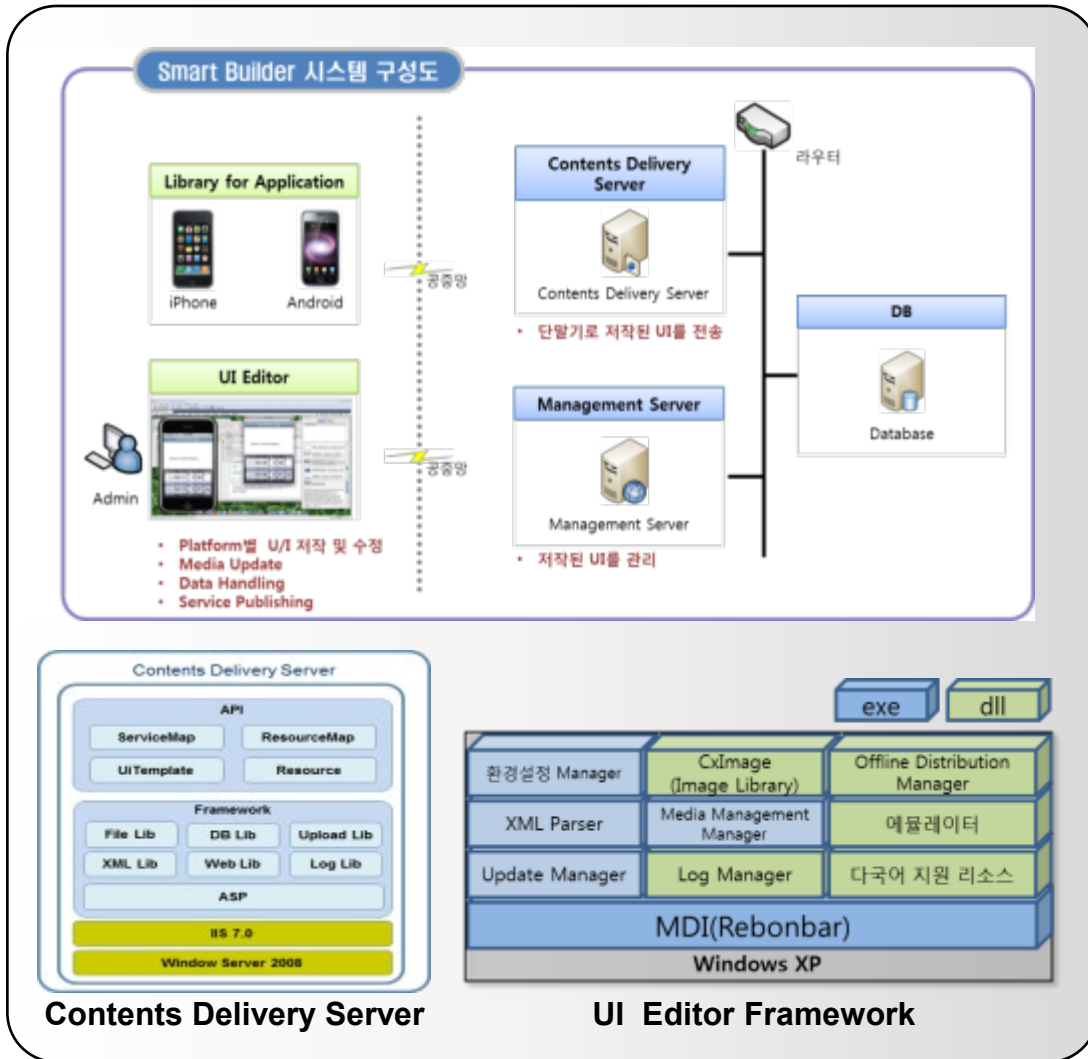 Smart Builder 시스템 구성도
라우터
Library for Application
iPhone
Android
공중망
Contents Delivery
Server
Contents Delivery Server
• 단말기로 저작된 UI를 전송
DB
Database
UI Editor
Admin
공중망
Management Server
Management Server
• 저작된 UI를 관리
• Platform별 U/I 저작 및 수정
• Media Update
• Data Handling
• Service Publishing
Contents Delivery Server
API
ServiceMap
ResourceMap
UiTemplate
Resource
Framework
File Lib
DB Lib
Upload Lib
XML Lib
Web Lib
Log Lib
ASP
IIS 7.0
Window Server 2008
Contents Delivery Server
exe
dll
환경설정 Manager
CxImage
(Image Library)
Offline Distribution
Manager
XML Parser
Media Management
Manager
에뮬레이터
Update Manager
Log Manager
다국어 지원 리소스
MDI(Rebonbar)
Windows XP
UI Editor Framework